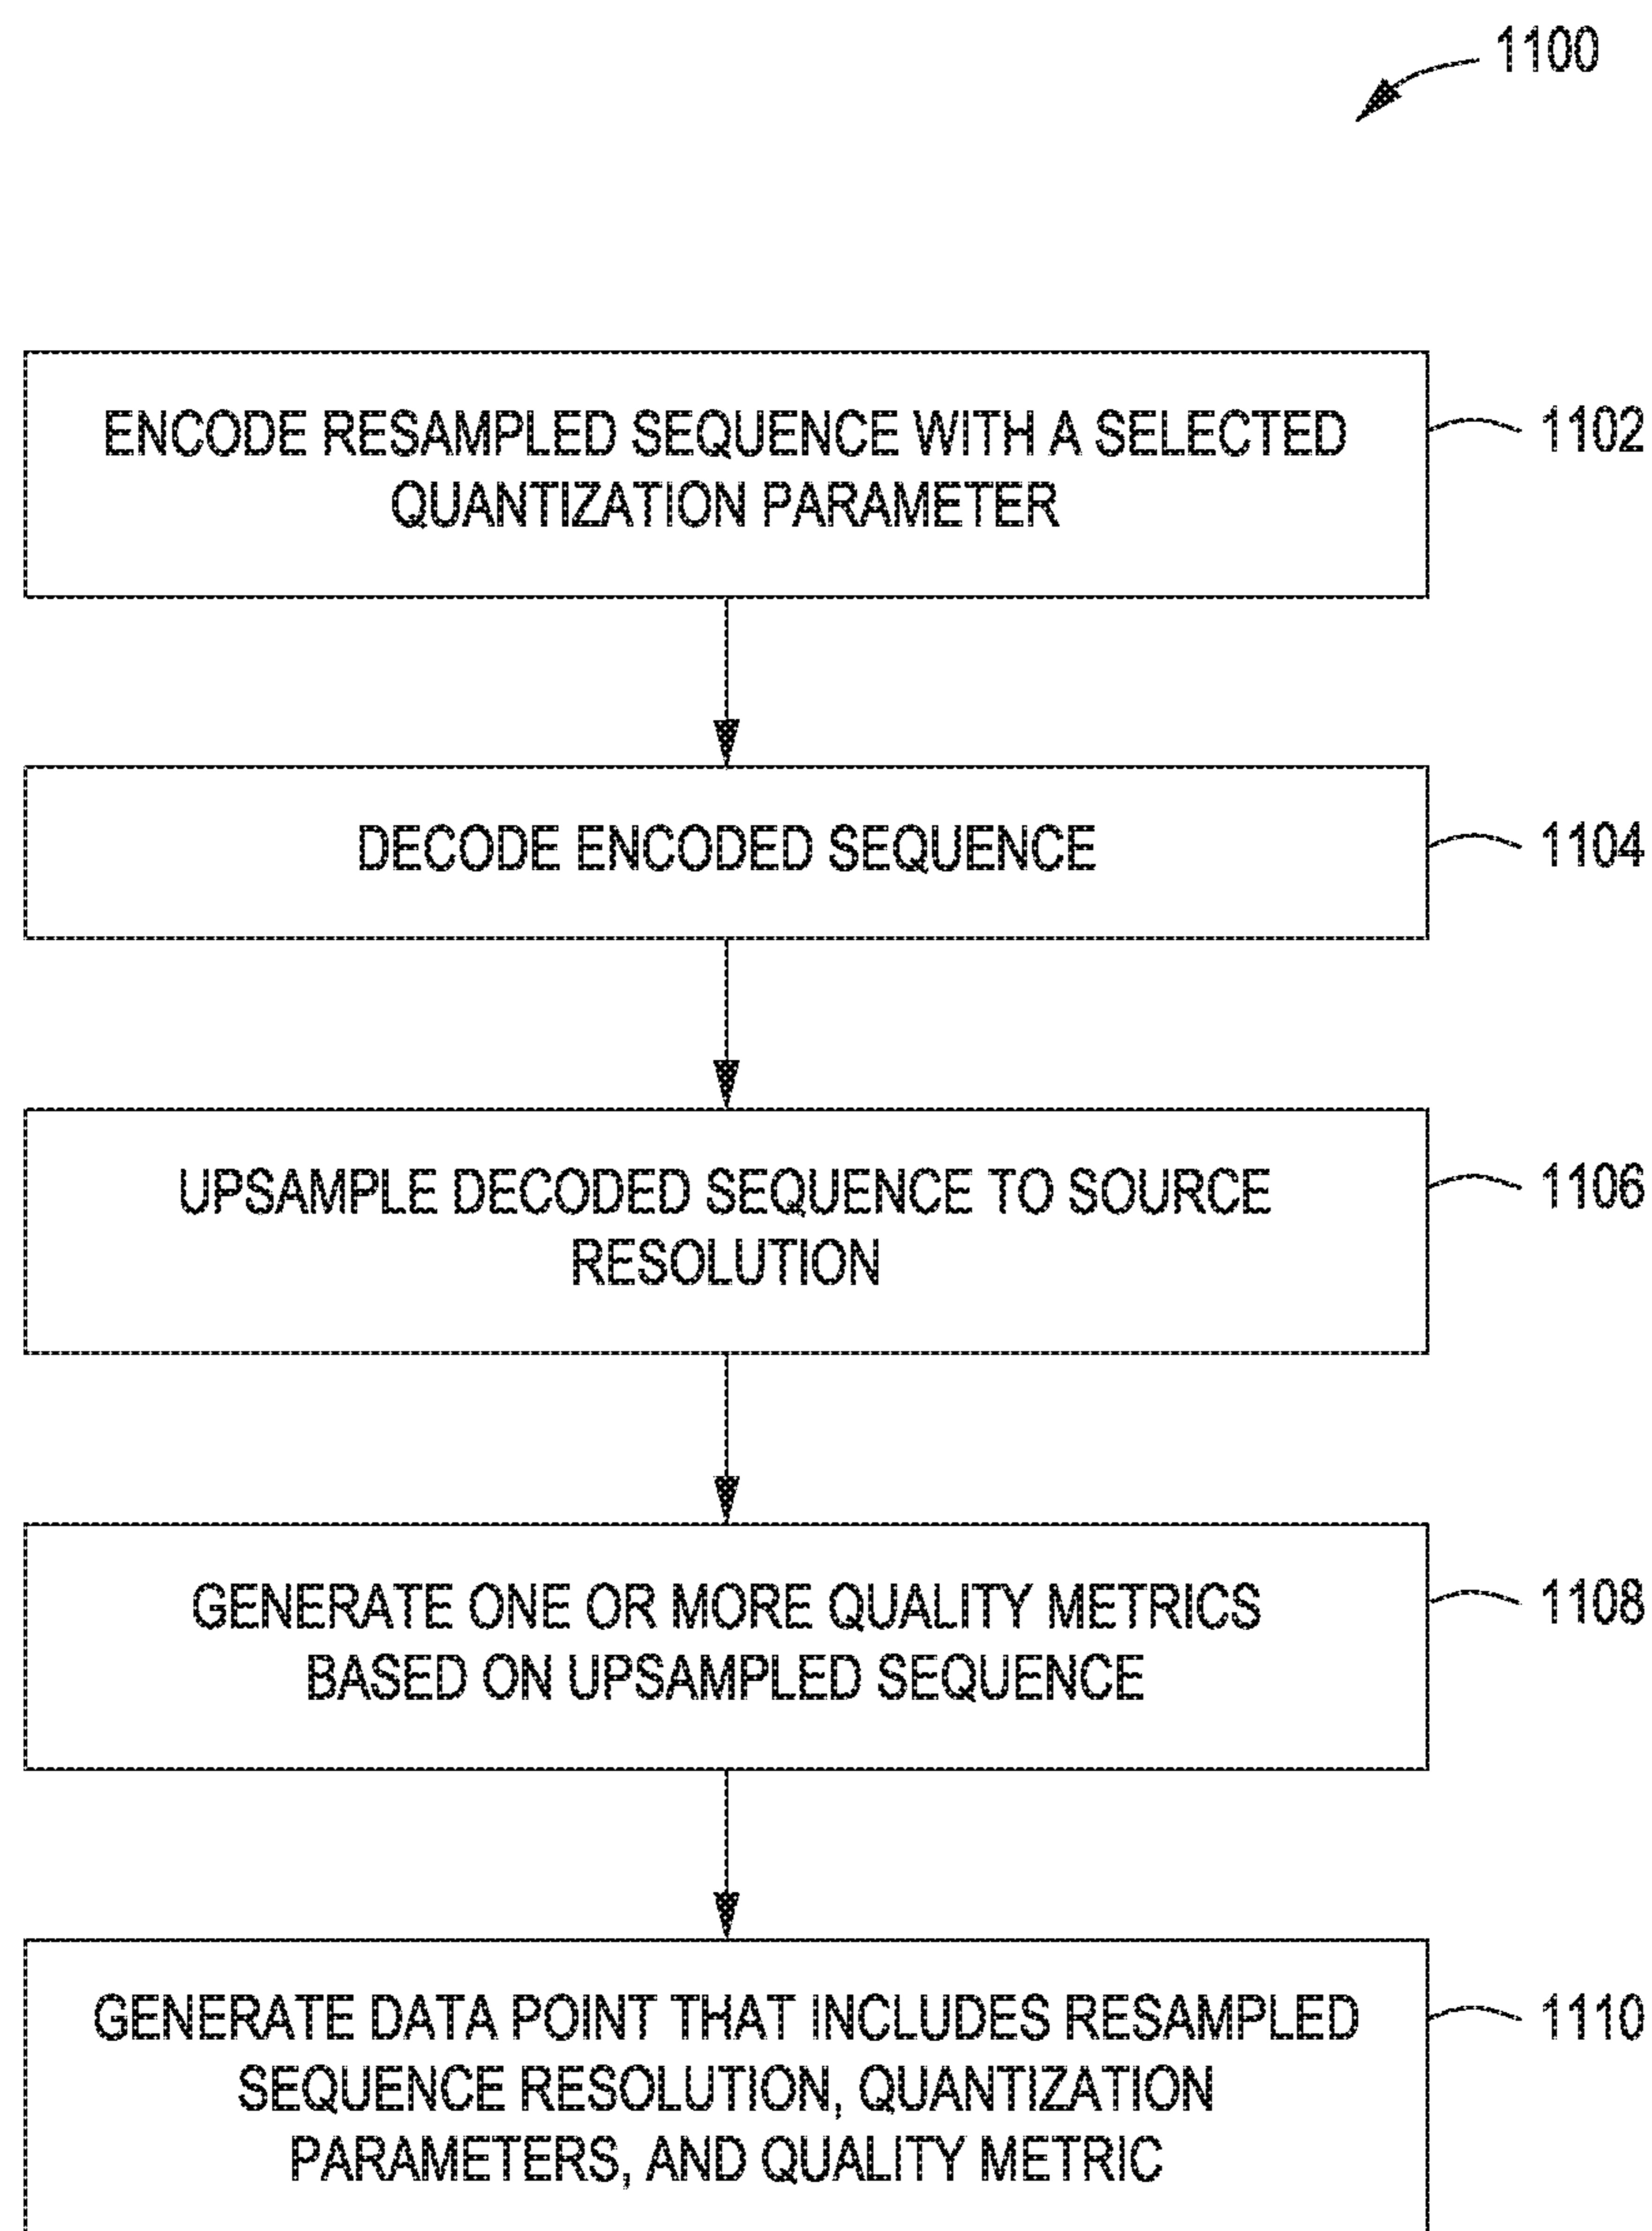 1100
ENCODE RESAMPLED SEQUENCE WITH A SELECTED
QUANTIZATION PARAMETER
1102
DECODE ENCODED SEQUENCE
1104
UPSAMPLE DECODED SEQUENCE TO SOURCE
RESOLUTION
1106
GENERATE ONE OR MORE QUALITY METRICS
BASED ON UPSAMPLED SEQUENCE
1108
GENERATE DATA POINT THAT INCLUDES RESAMPLED
SEQUENCE RESOLUTION, QUANTIZATION
PARAMETERS, AND QUALITY METRIC
1110